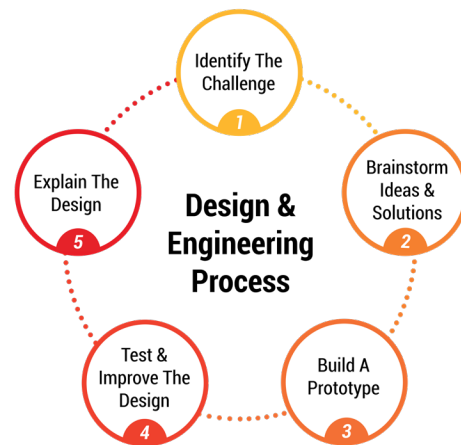 Identify The
Challenge
1
Brainstorm
Ideas &
Solutions
2
Build A
Prototype
3
Test &
Improve The
Design
4
Explain The
Design
5
Design &
Engineering
Process